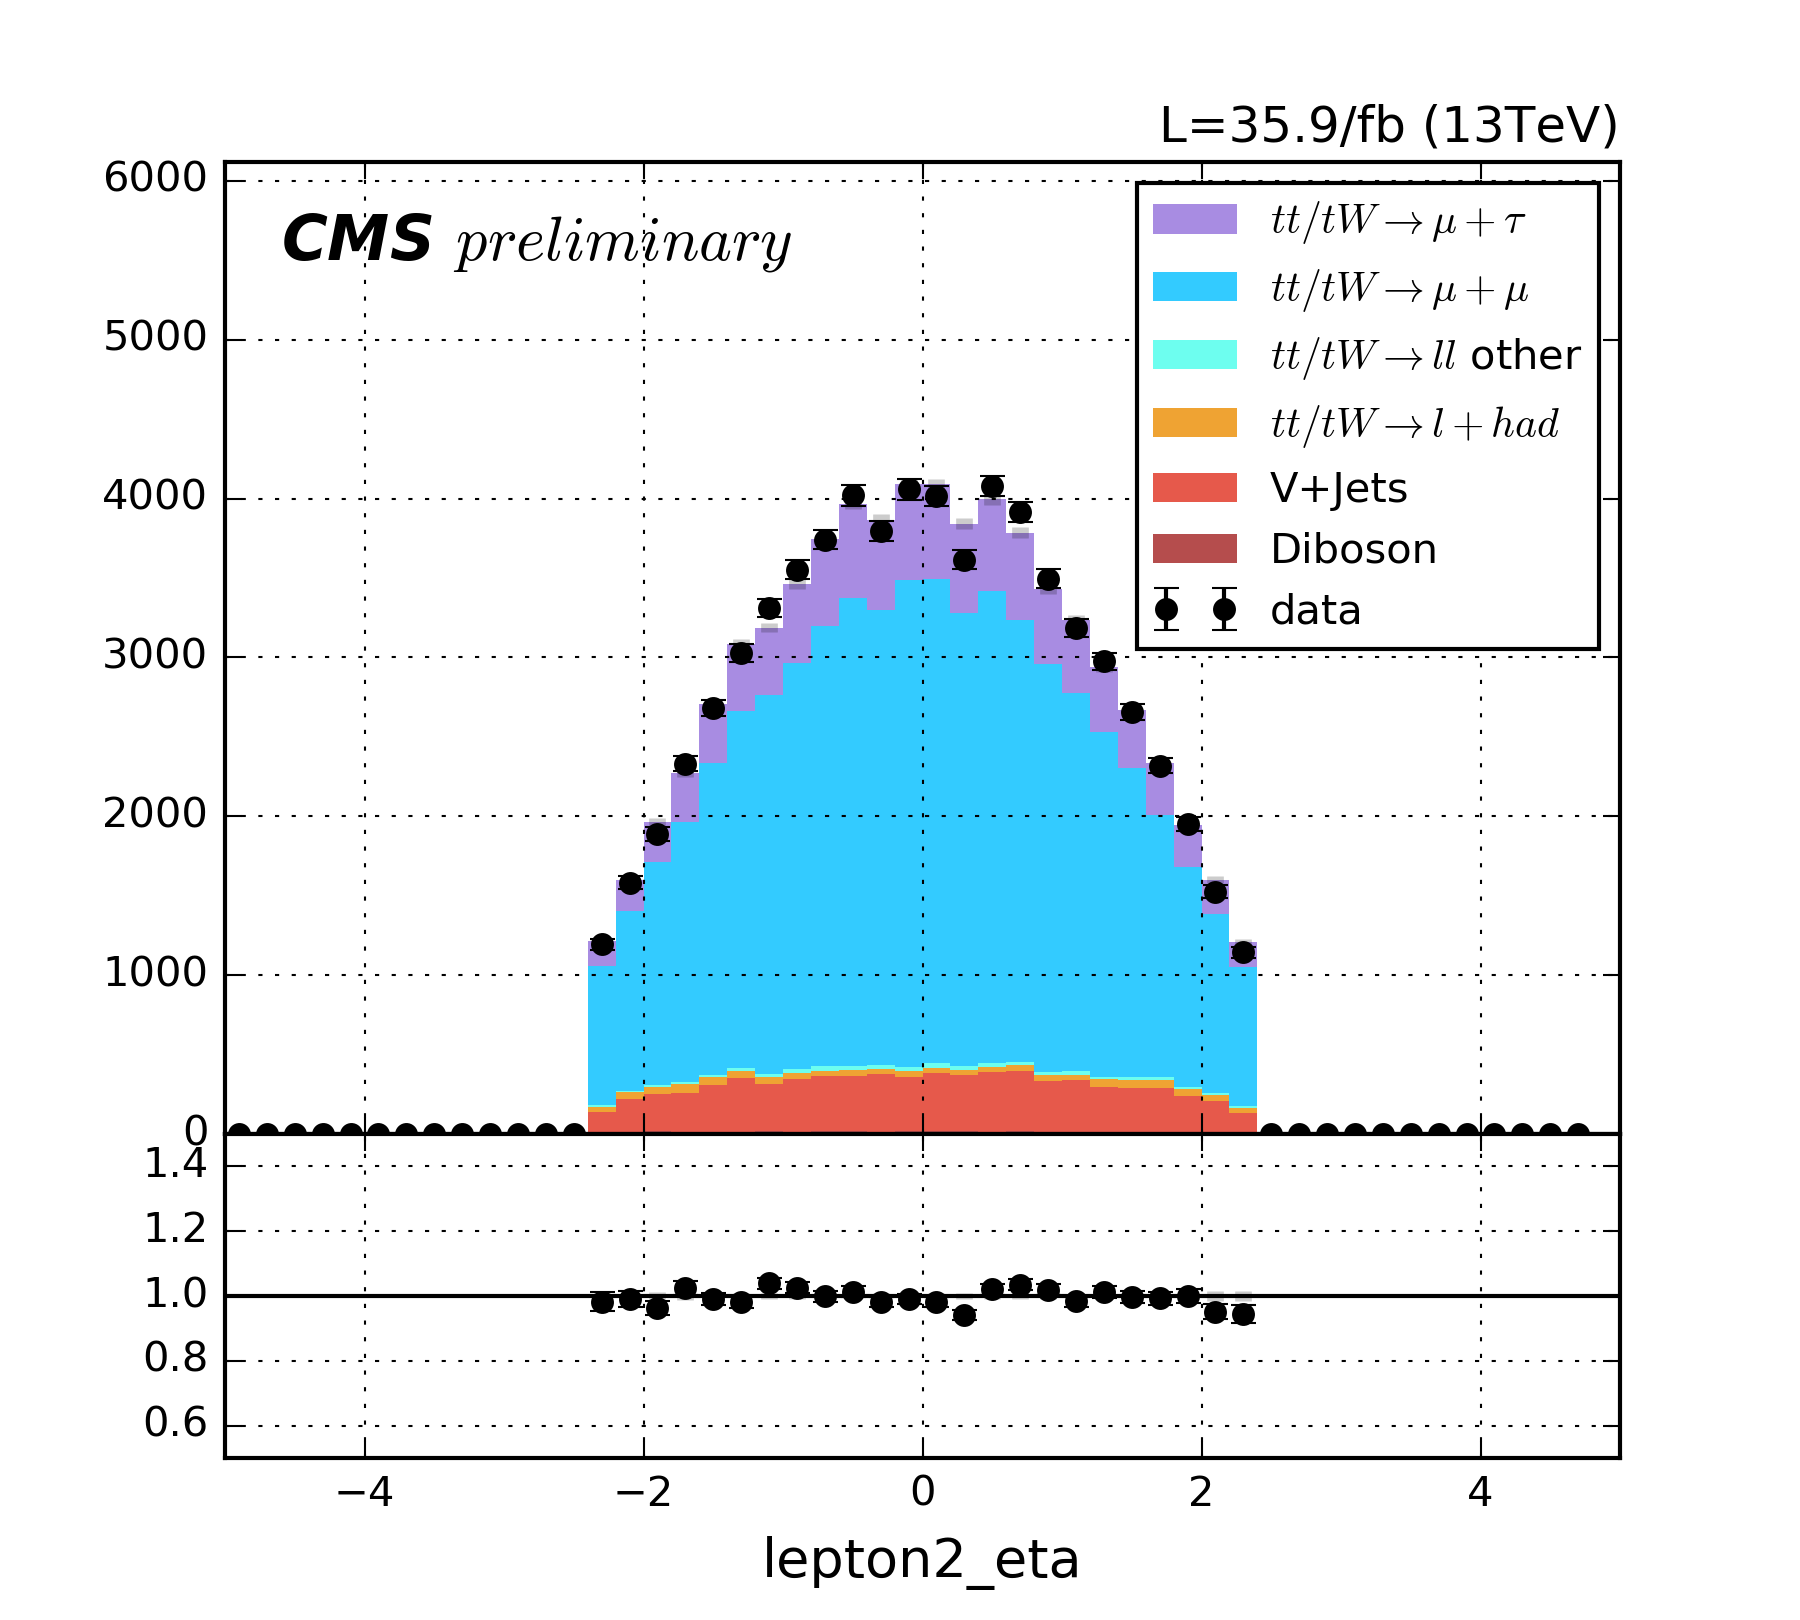 L=35.9/fb (13TeV)
CMS preliminary
6000
5000
4000
3000
2000
1000
0
tt/tW→μ+τ
tt/tW→μ+μ
tt/tW→ll other
tt/tW→l+had
V+Jets
Diboson
data
1.4
1.2
1.0
0.8
0.6
−4 −2 0 2 4
lepton2_eta